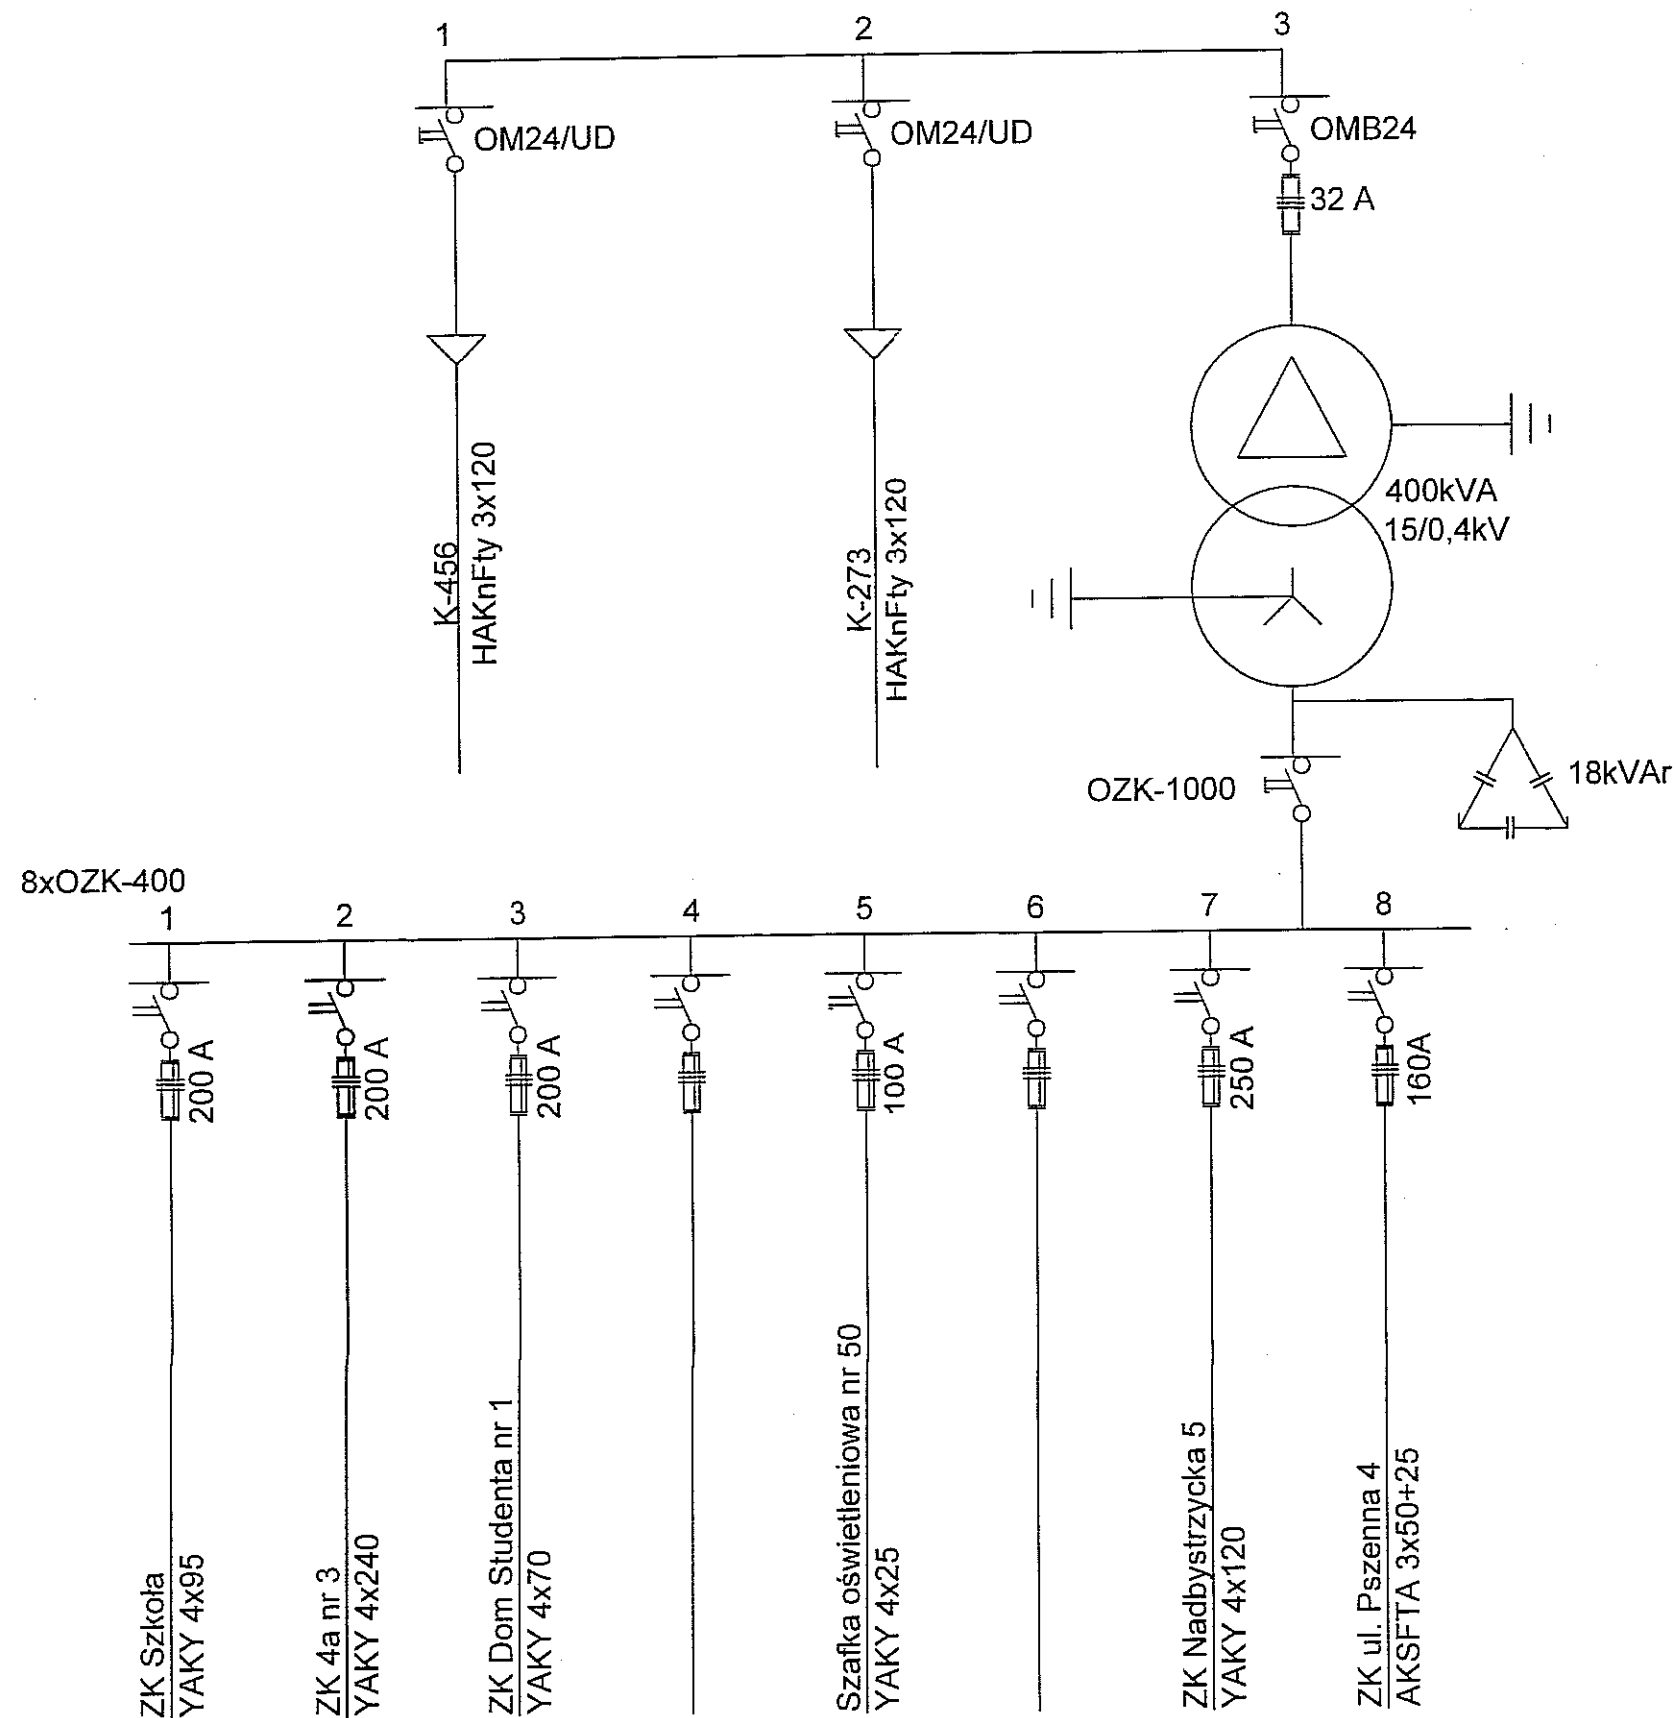 1
2
3
OM24/UD
OM24/UD
OMB24
32 A
K-456
HAKnFty 3x120
K-273
HAKnFty 3x120
400kVA
15/0,4kV
OZK-1000
18kVAr
8xOZK-400
1
2
3
4
5
6
7
8
200 A
200 A
200 A
100 A
250 A
160A
ZK Szkoła
YAKY 4x95
ZK 4a nr 3
YAKY 4x240
ZK Dom Studenta nr 1
YAKY 4x70
Szafka oświetleniowa nr 50
YAKY 4x25
ZK Nadbystrzycka 5
YAKY 4x120
ZK ul. Pszenna 4
AKSFTA 3x50+25